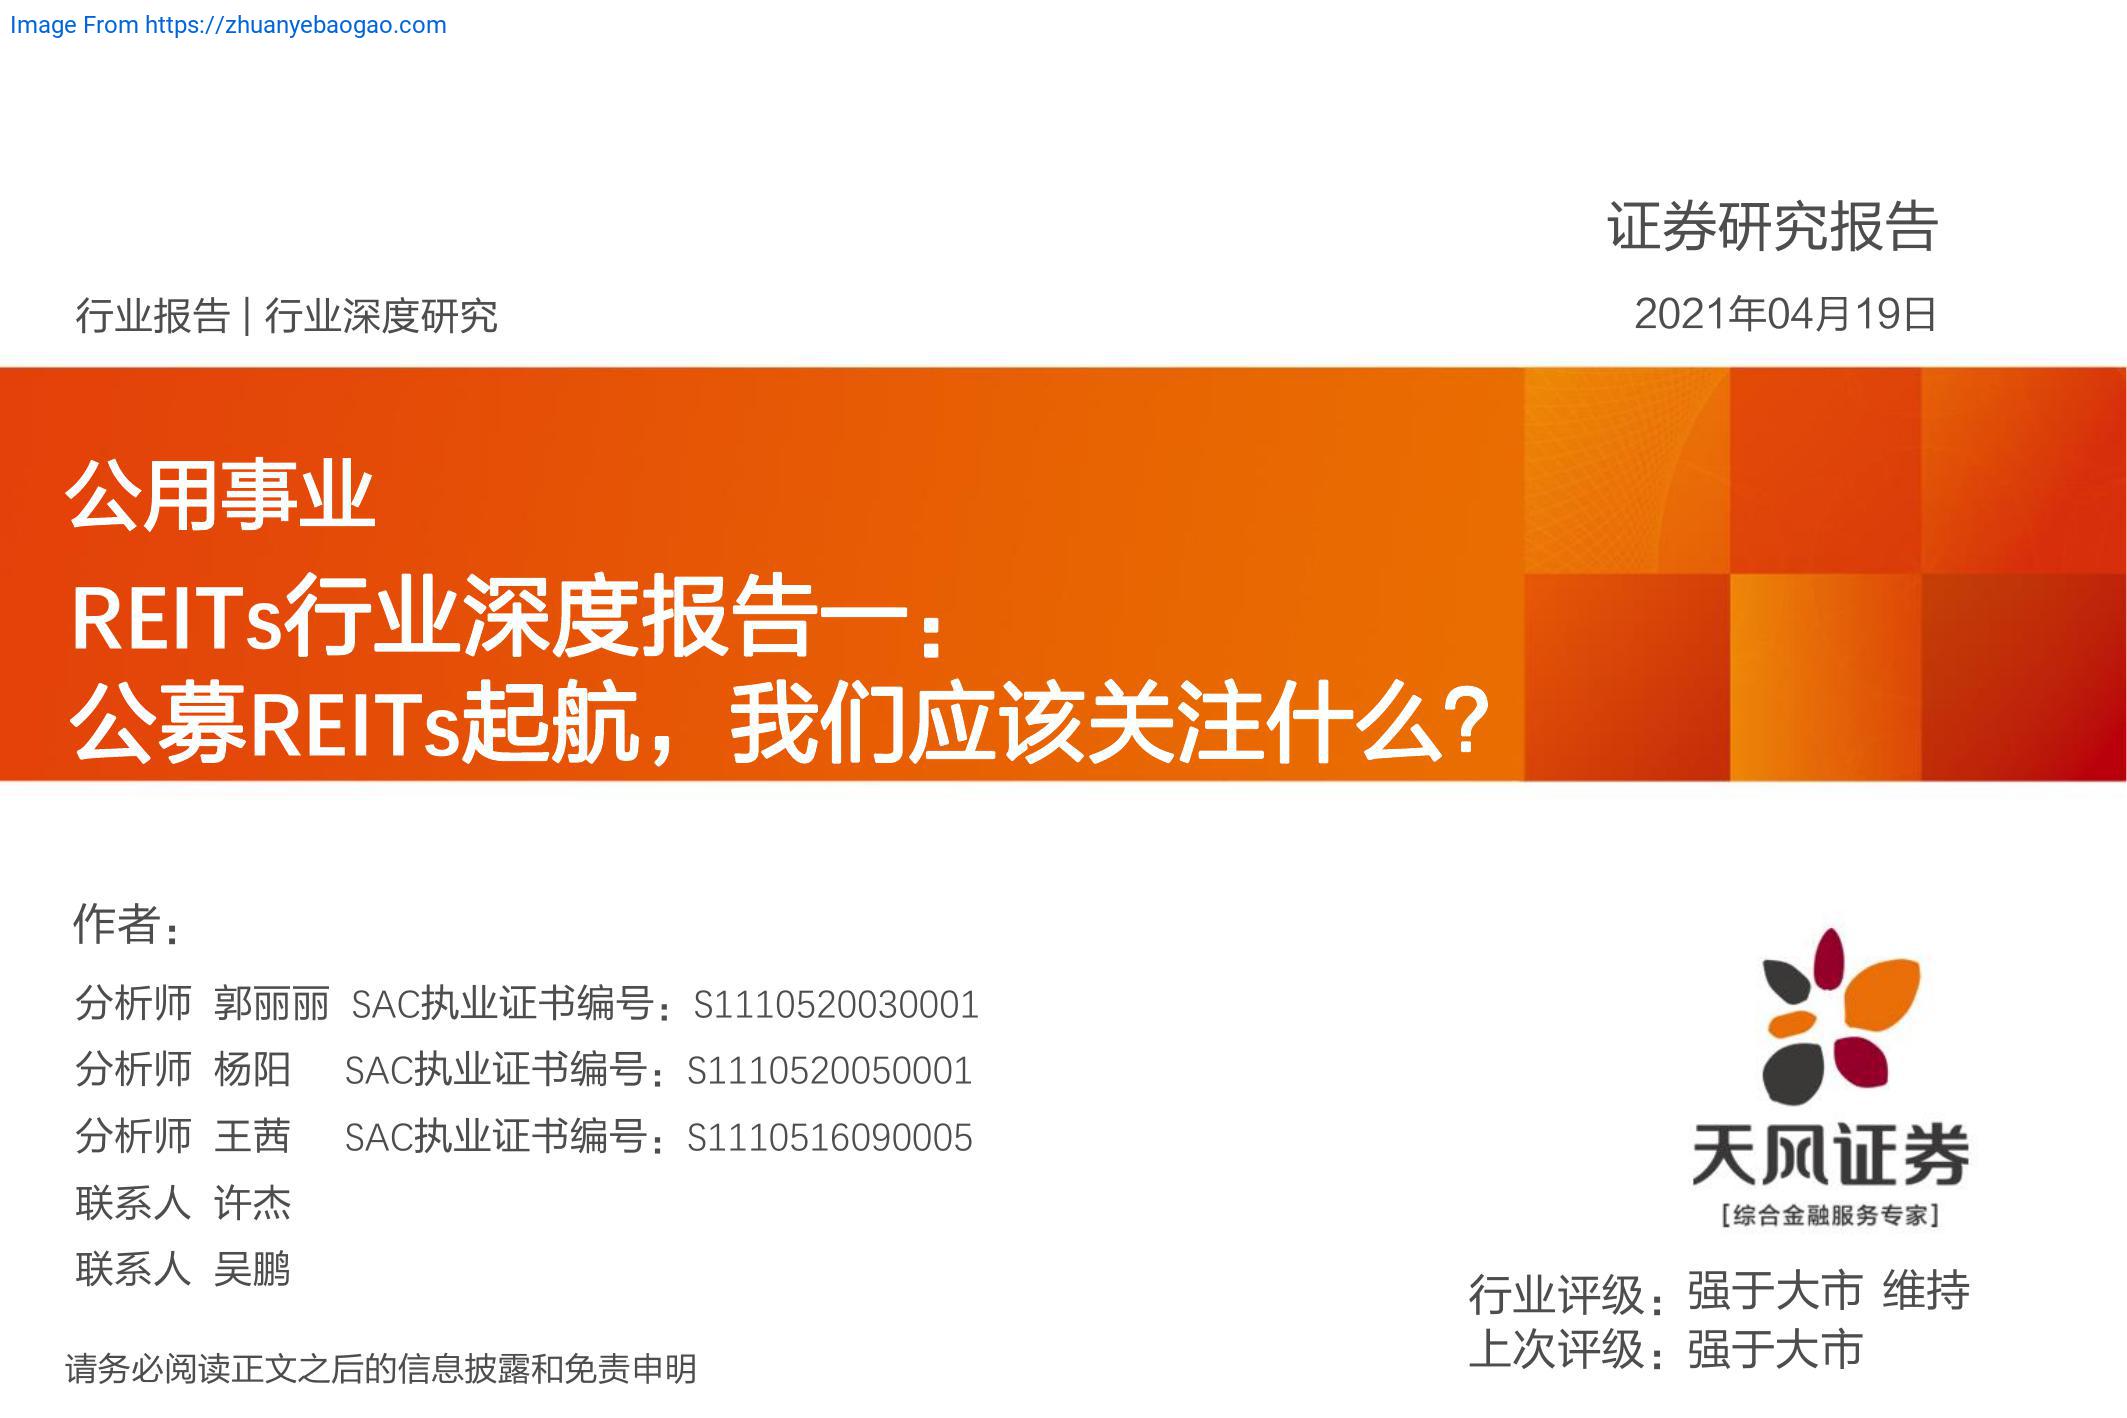 Image From https://zhuanyebaogao.com
证券研究报告
行业报告 | 行业深度研究
2021年04月19日
公用事业
REITs行业深度报告一：
公募REITs起航，我们应该关注什么？
作者：
分析师 郭丽丽 SAC执业证书编号：S1110520030001
分析师 杨阳 SAC执业证书编号：S1110520050001
分析师 王茜 SAC执业证书编号：S1110516090005
联系人 许杰
联系人 吴鹏
天风证券
[综合金融服务专家]
行业评级：强于大市 维持
上次评级：强于大市
请务必阅读正文之后的信息披露和免责申明